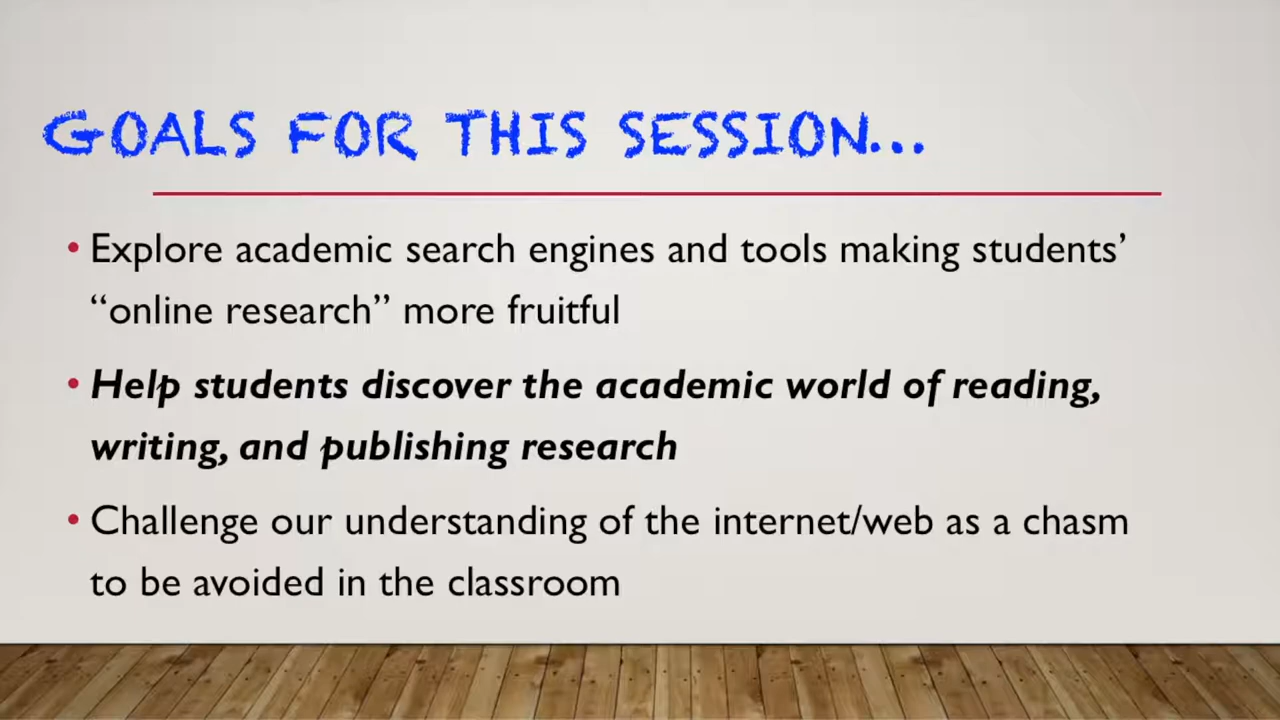 GOALS FOR THIS SESSION...
• Explore academic search engines and tools making students’
“online research” more fruitful
• Help students discover the academic world of reading,
writing, and publishing research
• Challenge our understanding of the internet/web as a chasm
to be avoided in the classroom